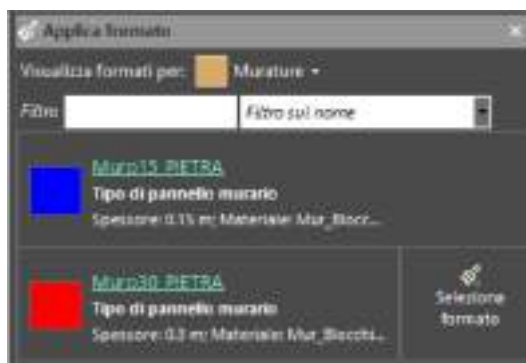 Applica formato
Visualizza formati per: Murature
Filtro Filtro sul nome
Muro15_PIETRA
Tipo di pannello murario
Spessore: 0.15 m; Materiale: Mur_Blocc...
Muro30_PIETRA
Tipo di pannello murario
Spessore: 0.3 m; Materiale: Mur_Blocchi...
Seleziona
formato